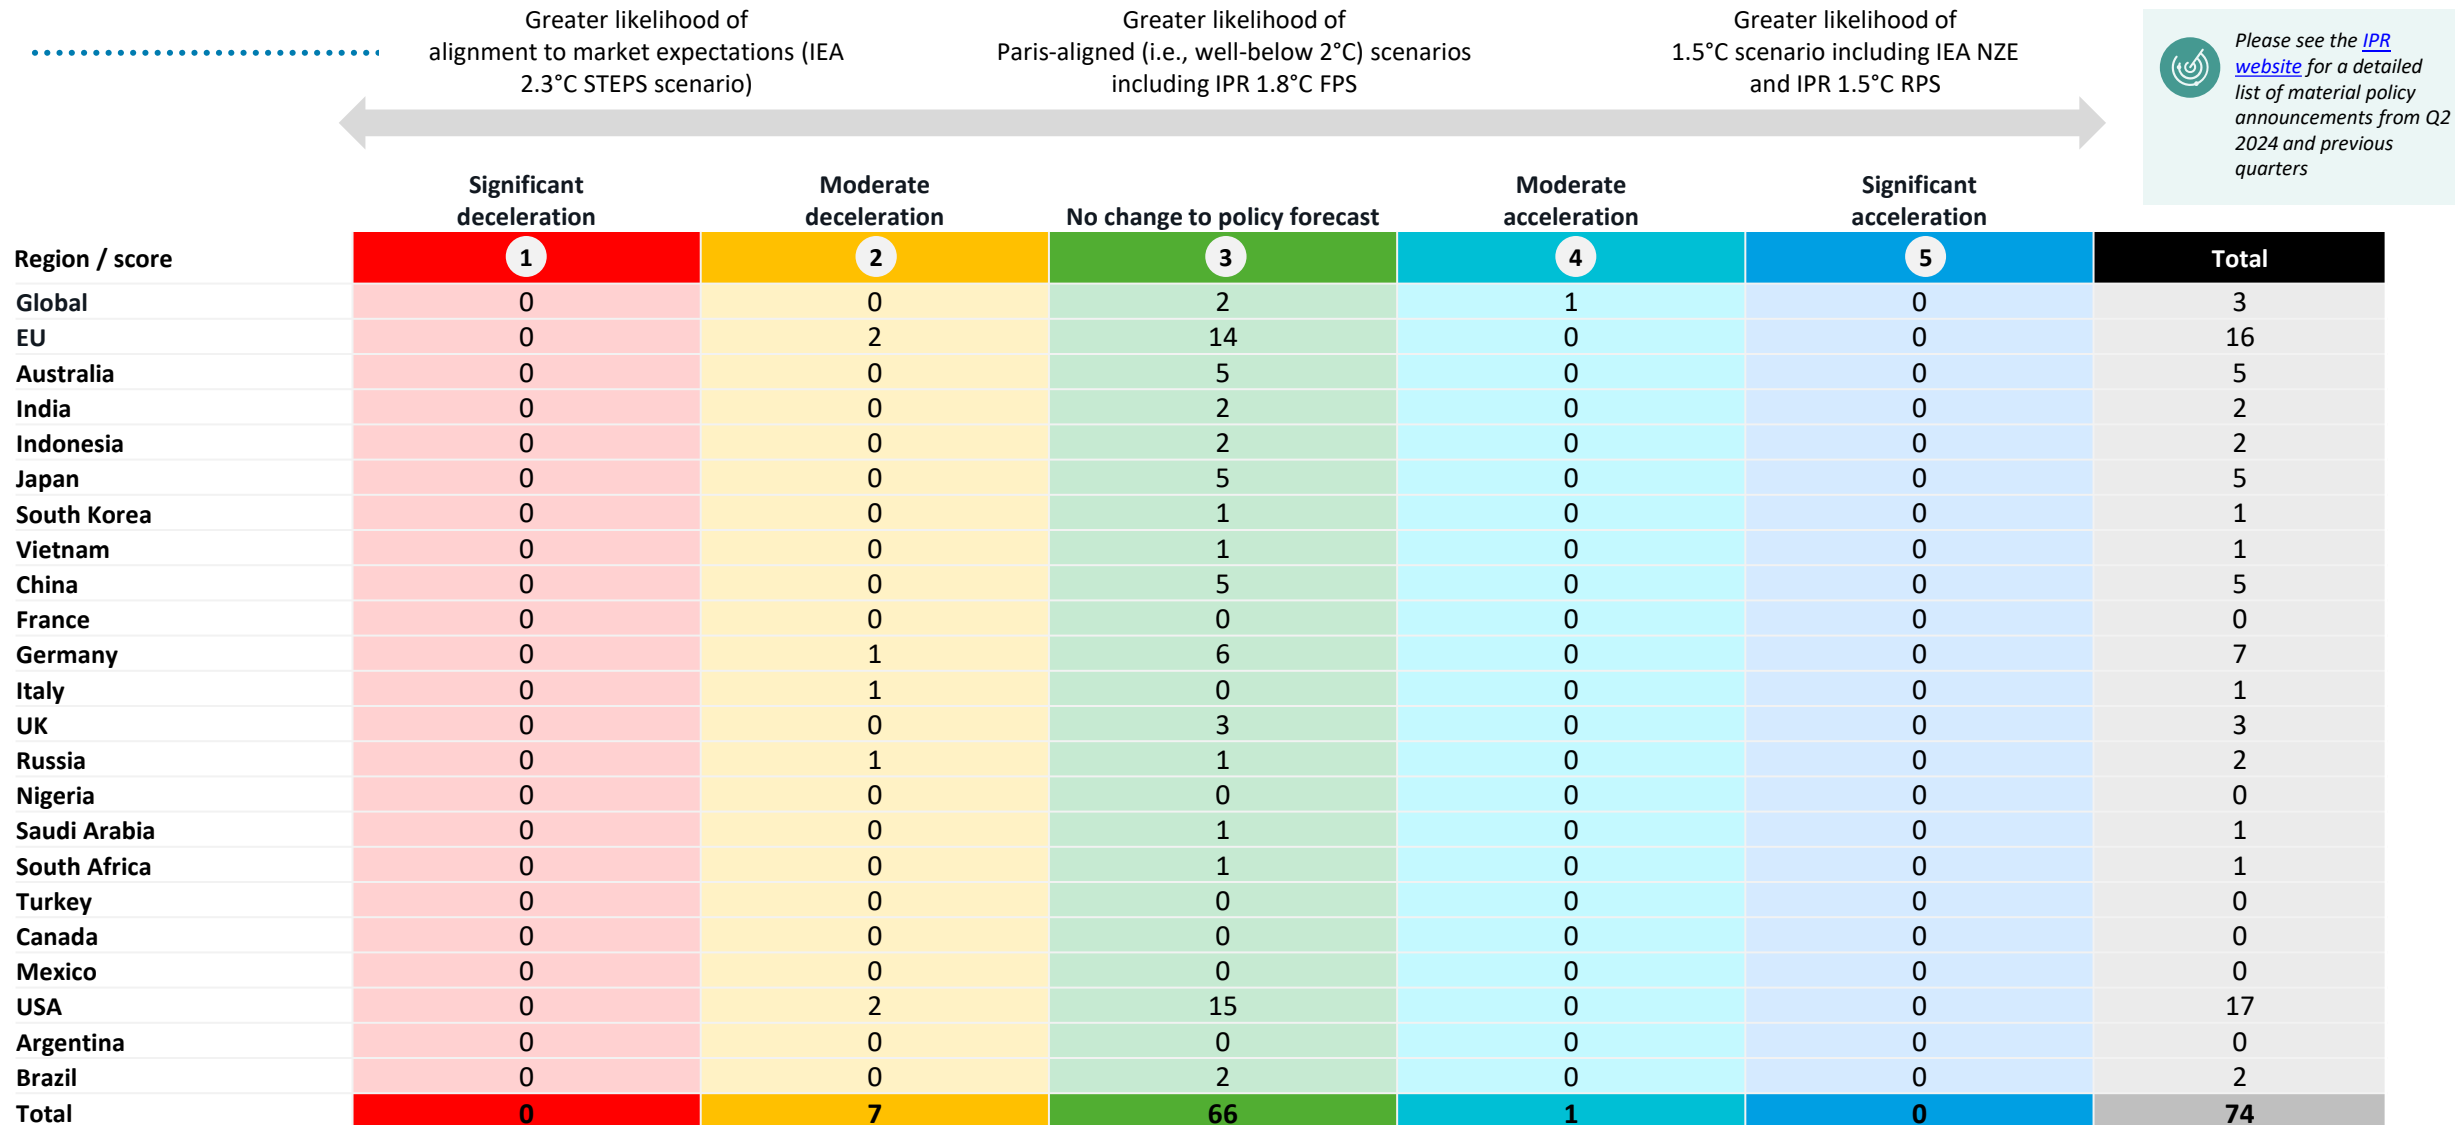 Greater likelihood of
alignment to market expectations (IEA
2.3°C STEPS scenario)
Greater likelihood of
Paris-aligned (i.e., well-below 2°C) scenarios
including IPR 1.8°C FPS
Greater likelihood of
1.5°C scenario including IEA NZE
and IPR 1.5°C RPS
Please see the IPR
website for a detailed
list of material policy
announcements from Q2
2024 and previous
quarters
Significant
deceleration
Moderate
deceleration
No change to policy forecast
Moderate
acceleration
Significant
acceleration
Region / score 1 2 3 4 5 Total
Global 0 0 2 1 0 3
EU 0 2 14 0 0 16
Australia 0 0 5 0 0 5
India 0 0 2 0 0 2
Indonesia 0 0 2 0 0 2
Japan 0 0 5 0 0 5
South Korea 0 0 1 0 0 1
Vietnam 0 0 1 0 0 1
China 0 0 5 0 0 5
France 0 0 0 0 0 0
Germany 0 1 6 0 0 7
Italy 0 1 0 0 0 1
UK 0 0 3 0 0 3
Russia 0 1 1 0 0 2
Nigeria 0 0 0 0 0 0
Saudi Arabia 0 0 1 0 0 1
South Africa 0 0 1 0 0 1
Turkey 0 0 0 0 0 0
Canada 0 0 0 0 0 0
Mexico 0 0 0 0 0 0
USA 0 2 15 0 0 17
Argentina 0 0 0 0 0 0
Brazil 0 0 2 0 0 2
Total 0 7 66 1 0 74